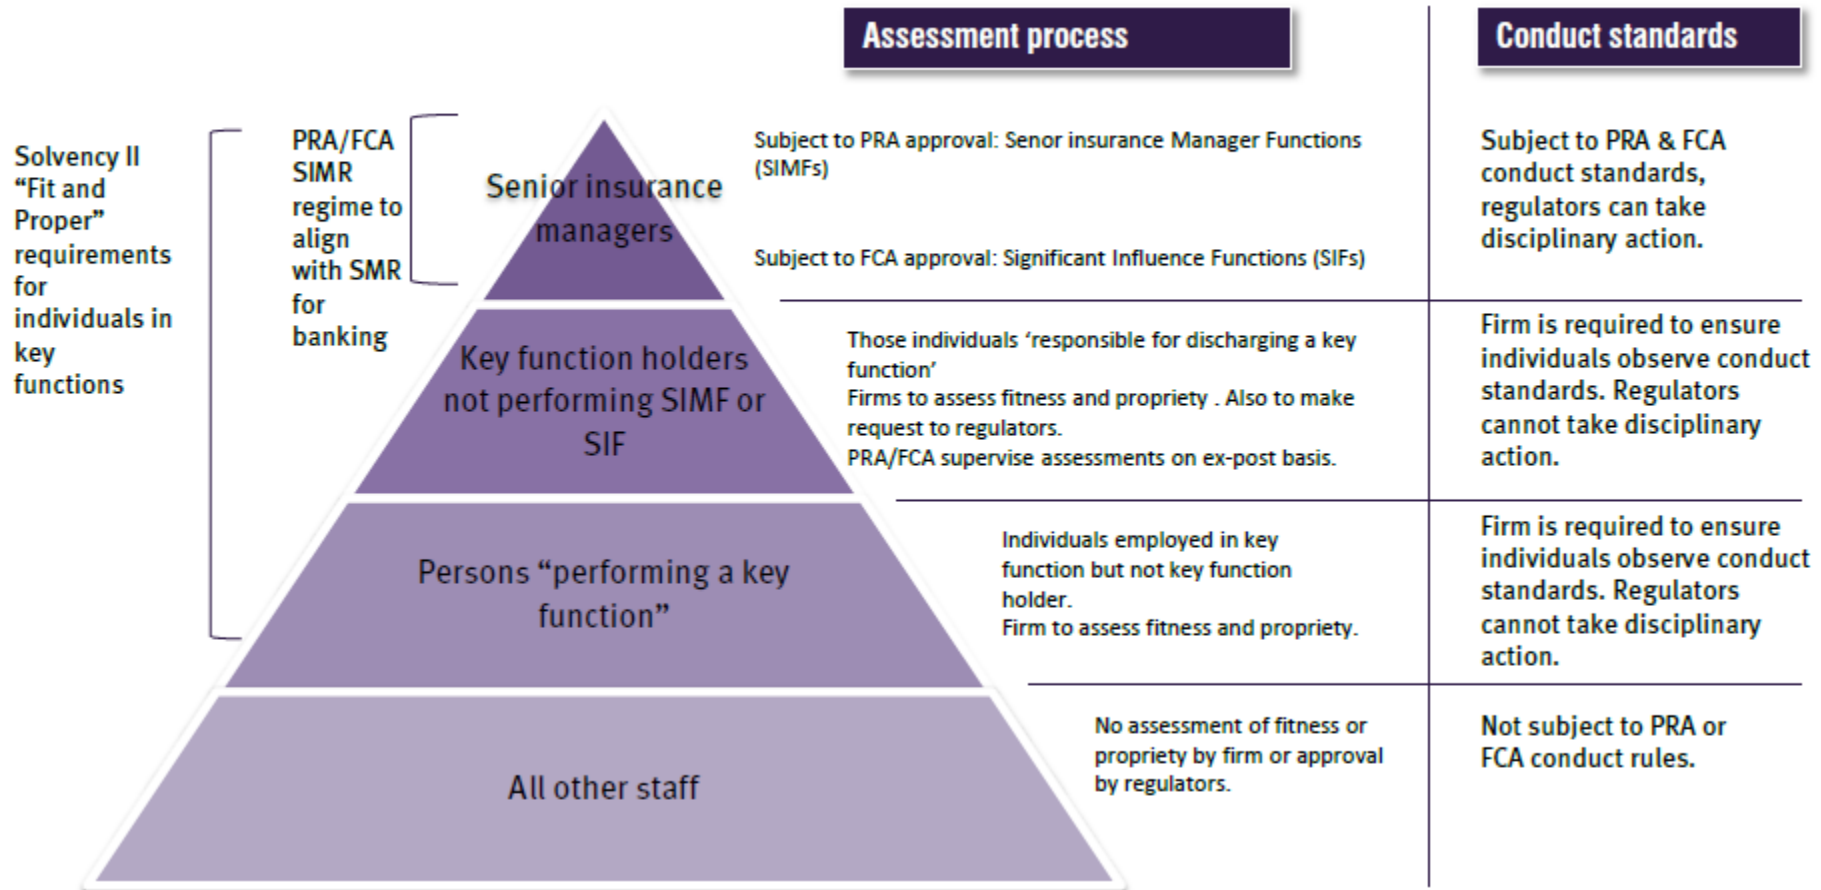 Assessment process
Conduct standards
Solvency II
“Fit and
Proper”
requirements
for
individuals in
key
functions
PRA/FCA
SIMR
regime to
align
with SMR
for
banking
Senior insurance
managers
Subject to PRA approval: Senor insurance Manager Functions
(SIMFs)
Subject to FCA approval: Significant Influence Functions (SIFs)
Subject to PRA & FCA
conduct standards,
regulators can take
disciplinary action.
Key function holders
not performing SIMF or
SIF
Those individuals ‘responsible for discharging a key
function’
Firms to assess fitness and propriety . Also to make
request to regulators.
PRA/FCA supervise assessments on ex-post basis.
Firm is required to ensure
individuals observe conduct
standards. Regulators
cannot take disciplinary
action.
Persons “performing a key
function”
Individuals employed in key
function but not key function
holder.
Firm to assess fitness and propriety.
Firm is required to ensure
individuals observe conduct
standards. Regulators
cannot take disciplinary
action.
All other staff
No assessment of fitness or
propriety by firm or approval
by regulators.
Not subject to PRA or
FCA conduct rules.